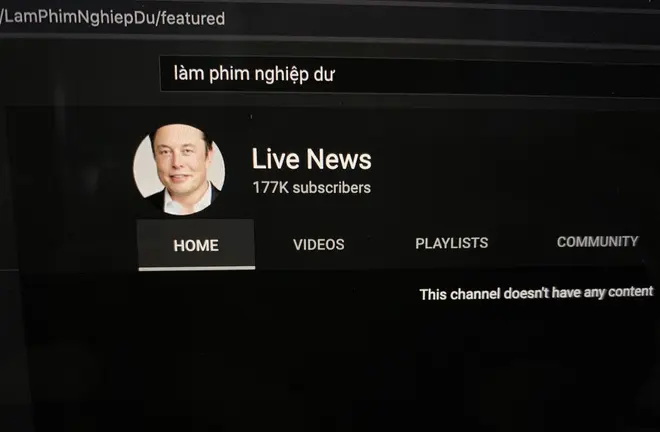 /LamPhimNghiepDu/featured
làm phim nghiệp dư
Live News
177K subscribers
HOME VIDEOS PLAYLISTS COMMUNITY
This channel doesn't have any content